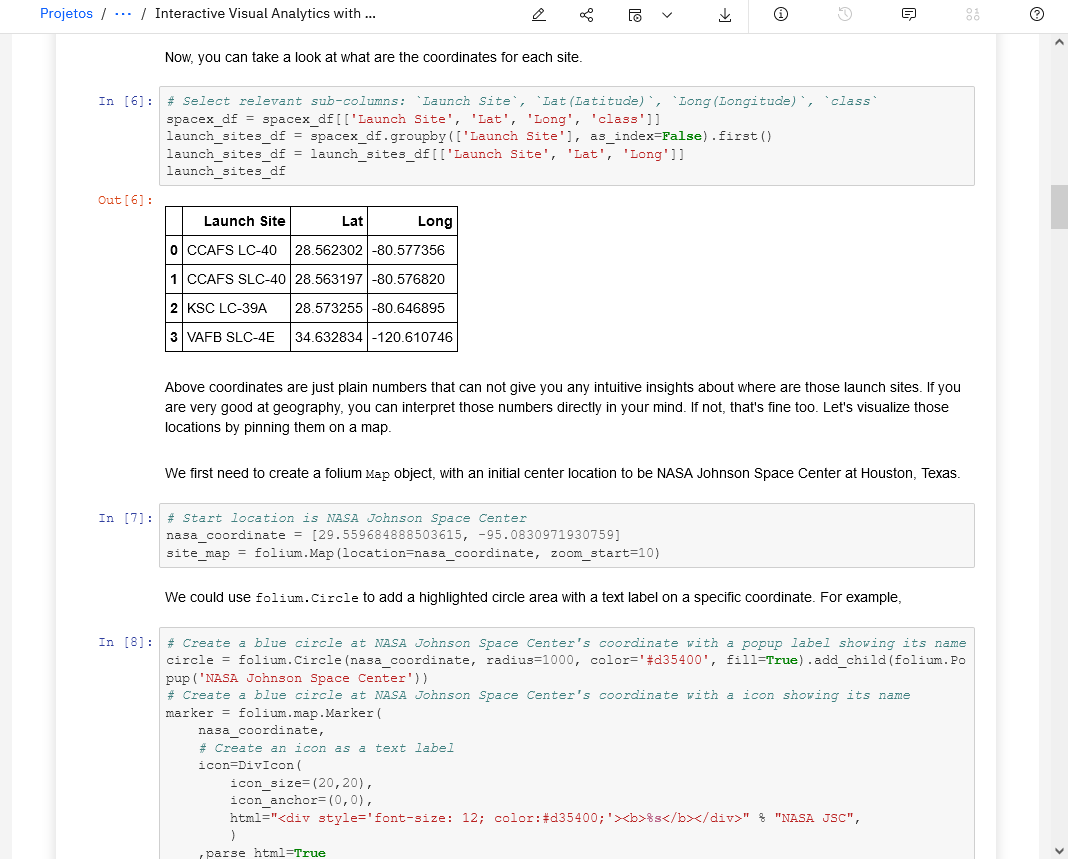 Projetos / ... / Interactive Visual Analytics with ...
Now, you can take a look at what are the coordinates for each site.
In [6]: # Select relevant sub-columns: `Launch Site`, `Lat(Latitude)`, `Long(Longitude)`, `class`
spacex_df = spacex_df[['Launch Site', 'Lat', 'Long', 'class']]
launch_sites_df = spacex_df.groupby(['Launch Site'], as_index=False).first()
launch_sites_df = launch_sites_df[['Launch Site', 'Lat', 'Long']]
launch_sites_df
Out[6]:
Launch Site Lat Long
0 CCAFS LC-40 28.562302 -80.577356
1 CCAFS SLC-40 28.563197 -80.576820
2 KSC LC-39A 28.573255 -80.646895
3 VAFB SLC-4E 34.632834 -120.610746
Above coordinates are just plain numbers that can not give you any intuitive insights about where are those launch sites. If you
are very good at geography, you can interpret those numbers directly in your mind. If not, that's fine too. Let's visualize those
locations by pinning them on a map.
We first need to create a folium Map object, with an initial center location to be NASA Johnson Space Center at Houston, Texas.
In [7]: # Start location is NASA Johnson Space Center
nasa_coordinate = [29.559684888503615, -95.0830971930759]
site_map = folium.Map(location=nasa_coordinate, zoom_start=10)
We could use folium.Circle to add a highlighted circle area with a text label on a specific coordinate. For example,
In [8]: # Create a blue circle at NASA Johnson Space Center's coordinate with a popup label showing its name
circle = folium.Circle(nasa_coordinate, radius=1000, color='#d35400', fill=True).add_child(folium.Po
pup('NASA Johnson Space Center'))
# Create a blue circle at NASA Johnson Space Center's coordinate with a icon showing its name
marker = folium.map.Marker(
nasa_coordinate,
# Create an icon as a text label
icon=DivIcon(
icon_size=(20,20),
icon_anchor=(0,0),
html="<div style='font-size: 12; color:#d35400;'><b>%s</b></div>" % "NASA JSC",
)
,parse_html=True